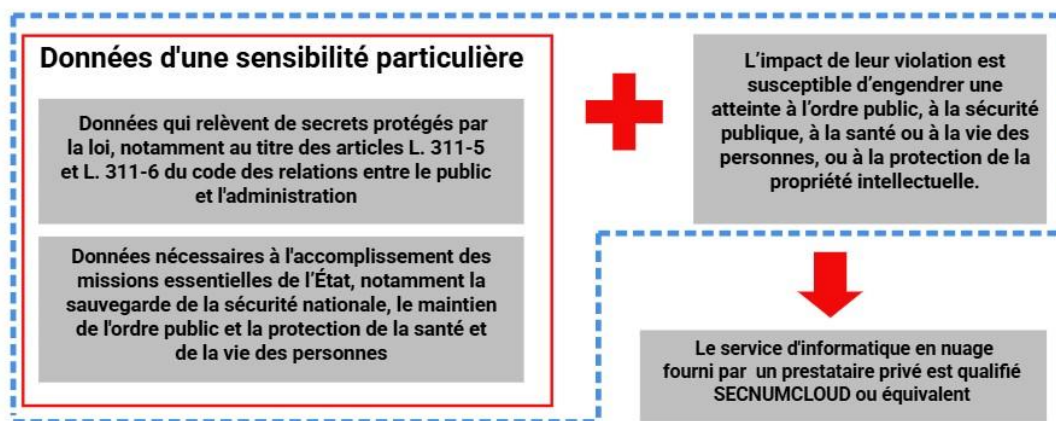 Données d'une sensibilité particulière
Données qui relèvent de secrets protégés par
la loi, notamment au titre des articles L. 311-5
et L. 311-6 du code des relations entre le public
et l'administration
Données nécessaires à l'accomplissement des
missions essentielles de l'État, notamment la
sauvegarde de la sécurité nationale, le maintien
de l'ordre public et la protection de la santé et
de la vie des personnes
L'impact de leur violation est
susceptible d'engendrer une
atteinte à l'ordre public, à la sécurité
publique, à la santé ou à la vie des
personnes, ou à la protection de la
propriété intellectuelle.
Le service d'informatique en nuage
fourni par un prestataire privé est qualifié
SECNUMCLOUD ou équivalent